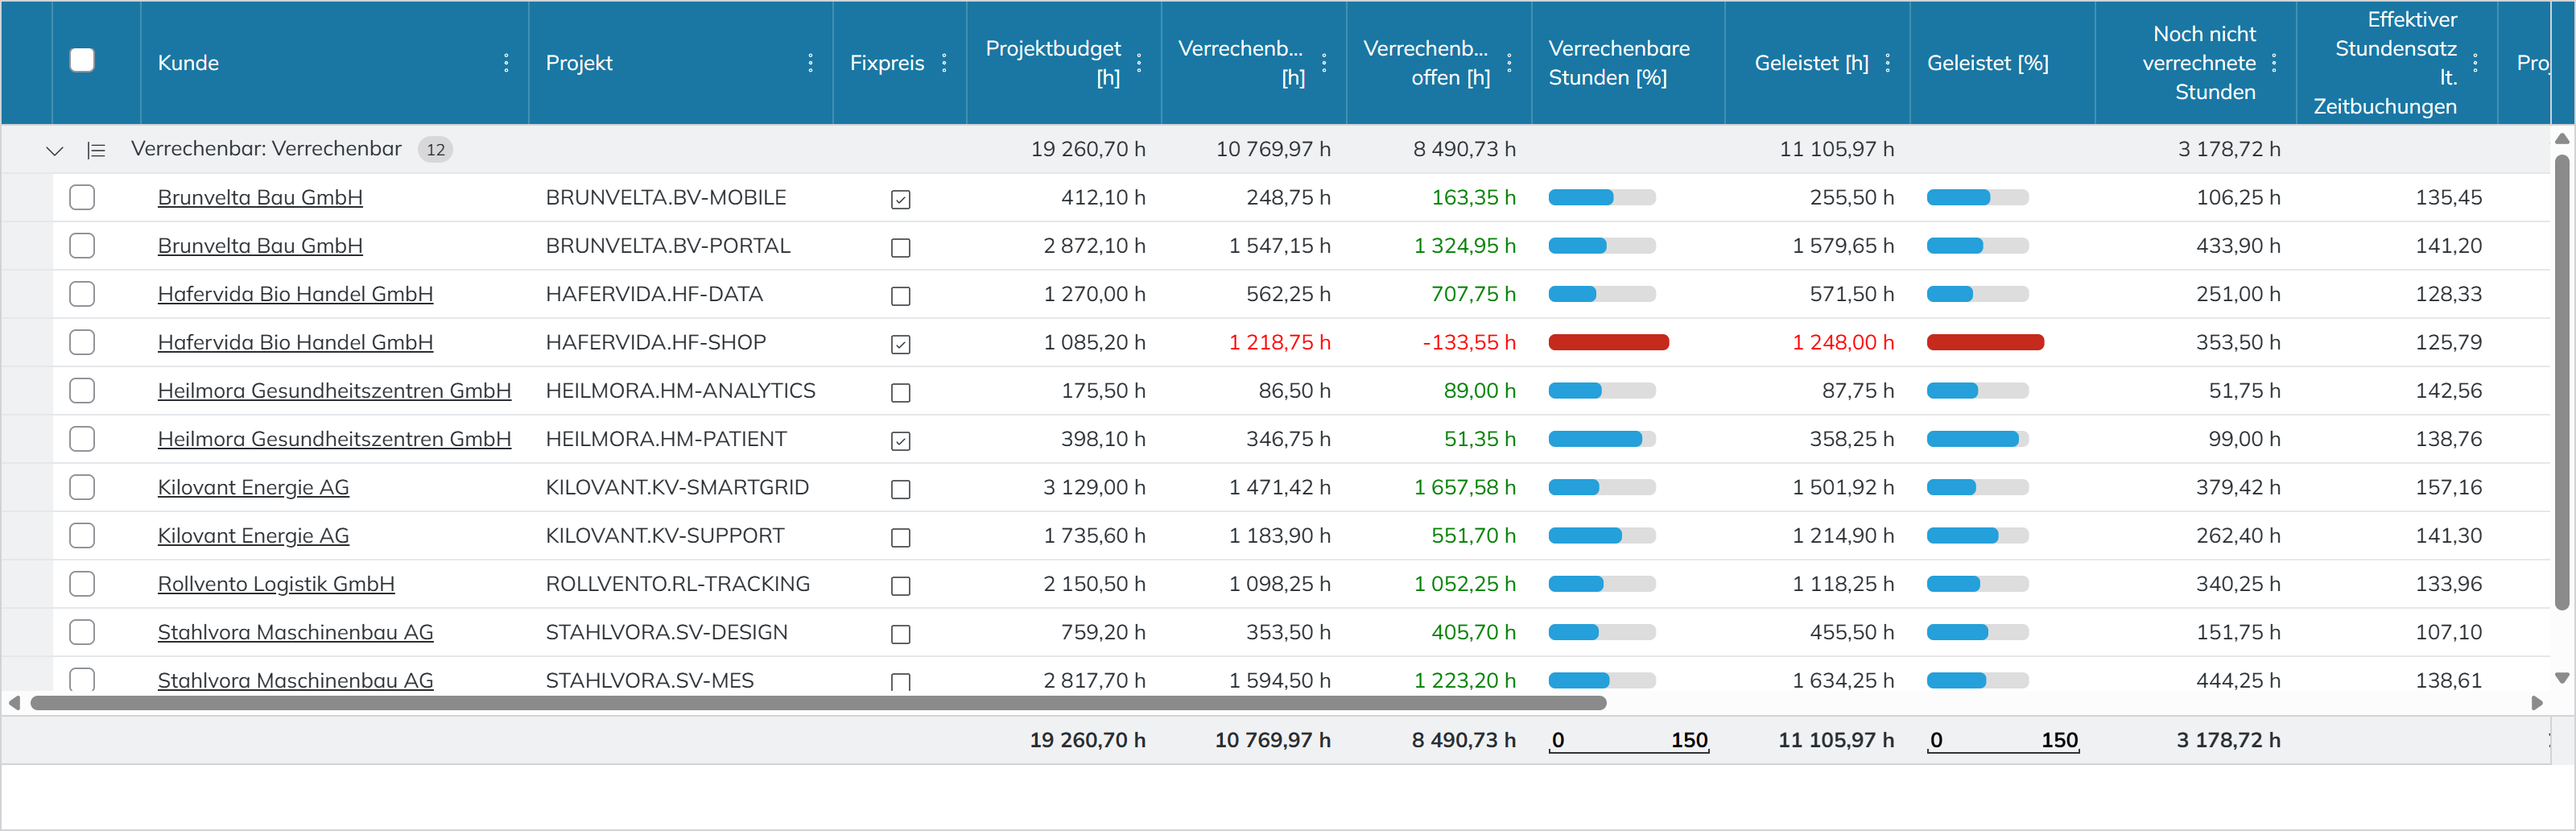 Kunde Projekt Fixpreis Projektbudget [h] Verrechenb... [h] Verrechenb... offen [h] Verrechenbare Stunden [%] Geleistet [h] Geleistet [%] Noch nicht verrechnete Stunden Effektiver Stundensatz lt. Zeitbuchungen
Verrechenbar: Verrechenbar 12 19 260,70 h 10 769,97 h 8 490,73 h 11 105,97 h 3 178,72 h
Brunvelta Bau GmbH BRUNVELTA.BV-MOBILE 412,10 h 248,75 h 163,35 h 255,50 h 106,25 h 135,45
Brunvelta Bau GmbH BRUNVELTA.BV-PORTAL 2 872,10 h 1 547,15 h 1 324,95 h 1 579,65 h 433,90 h 141,20
Hafervida Bio Handel GmbH HAFERVIDA.HF-DATA 1 270,00 h 562,25 h 707,75 h 571,50 h 251,00 h 128,33
Hafervida Bio Handel GmbH HAFERVIDA.HF-SHOP 1 085,20 h 1 218,75 h -133,55 h 1 248,00 h 353,50 h 125,79
Heilmora Gesundheitszentren GmbH HEILMORA.HM-ANALYTICS 175,50 h 86,50 h 89,00 h 87,75 h 51,75 h 142,56
Heilmora Gesundheitszentren GmbH HEILMORA.HM-PATIENT 398,10 h 346,75 h 51,35 h 358,25 h 99,00 h 138,76
Kilovant Energie AG KILOVANT.KV-SMARTGRID 3 129,00 h 1 471,42 h 1 657,58 h 1 501,92 h 379,42 h 157,16
Kilovant Energie AG KILOVANT.KV-SUPPORT 1 735,60 h 1 183,90 h 551,70 h 1 214,90 h 262,40 h 141,30
Rollvento Logistik GmbH ROLLVENTO.RL-TRACKING 2 150,50 h 1 098,25 h 1 052,25 h 1 118,25 h 340,25 h 133,96
Stahlvora Maschinenbau AG STAHLVORA.SV-DESIGN 759,20 h 353,50 h 405,70 h 455,50 h 151,75 h 107,10
Stahlvora Maschinenbau AG STAHLVORA.SV-MES 2 817,70 h 1 594,50 h 1 223,20 h 1 634,25 h 444,25 h 138,61
19 260,70 h 10 769,97 h 8 490,73 h 0 150 11 105,97 h 0 150 3 178,72 h